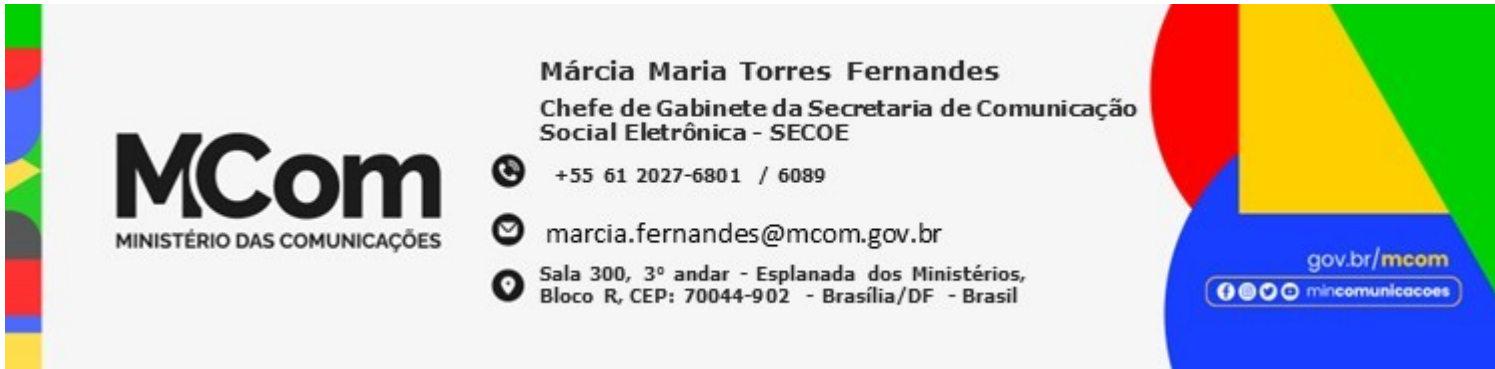 MCom
MINISTÉRIO DAS COMUNICAÇÕES
Márcia Maria Torres Fernandes
Chefe de Gabinete da Secretaria de Comunicação
Social Eletrônica - SECOE
+55 61 2027-6801 / 6089
marcia.fernandes@mcom.gov.br
Sala 300, 3º andar - Esplanada dos Ministérios,
Bloco R, CEP: 70044-902 - Brasília/DF - Brasil
gov.br/mcom
mincomunicacoes